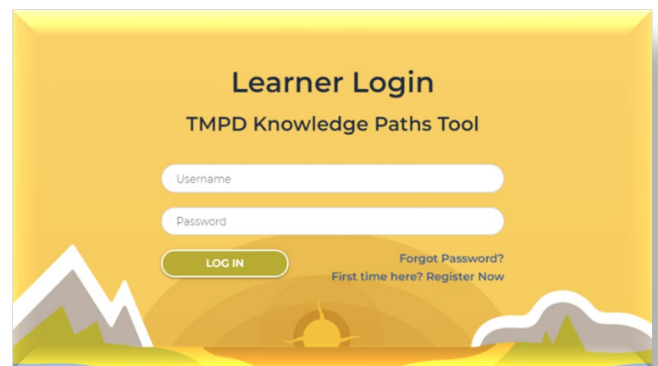 Learner Login
TMPD Knowledge Paths Tool
Username
Password
LOG IN
Forgot Password?
First time here? Register Now